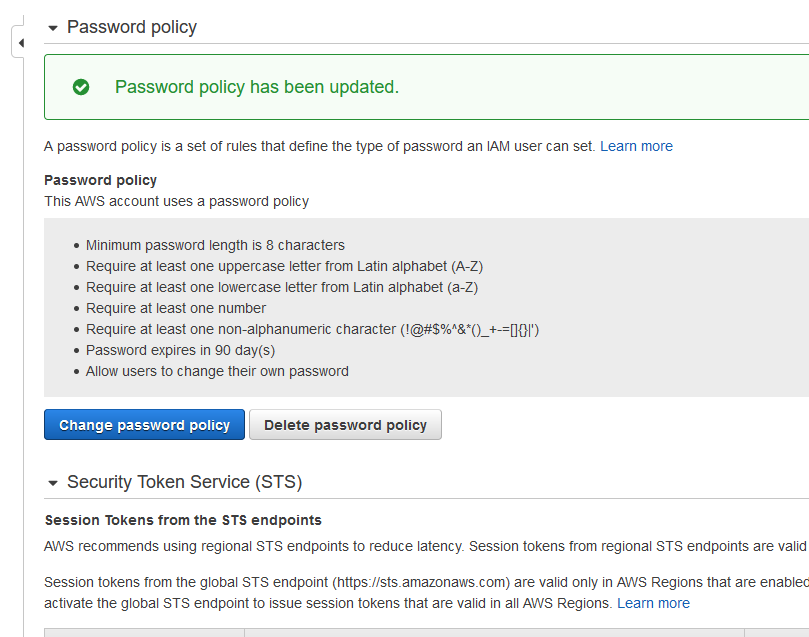 Password policy
Password policy has been updated.
A password policy is a set of rules that define the type of password an IAM user can set. Learn more
Password policy
This AWS account uses a password policy
Minimum password length is 8 characters
Require at least one uppercase letter from Latin alphabet (A-Z)
Require at least one lowercase letter from Latin alphabet (a-Z)
Require at least one number
Require at least one non-alphanumeric character (!@#$%^&*()_+-=[]{}|')
Password expires in 90 day(s)
Allow users to change their own password
Change password policy Delete password policy
Security Token Service (STS)
Session Tokens from the STS endpoints
AWS recommends using regional STS endpoints to reduce latency. Session tokens from regional STS endpoints are valid
Session tokens from the global STS endpoint (https://sts.amazonaws.com) are valid only in AWS Regions that are enabled
activate the global STS endpoint to issue session tokens that are valid in all AWS Regions. Learn more